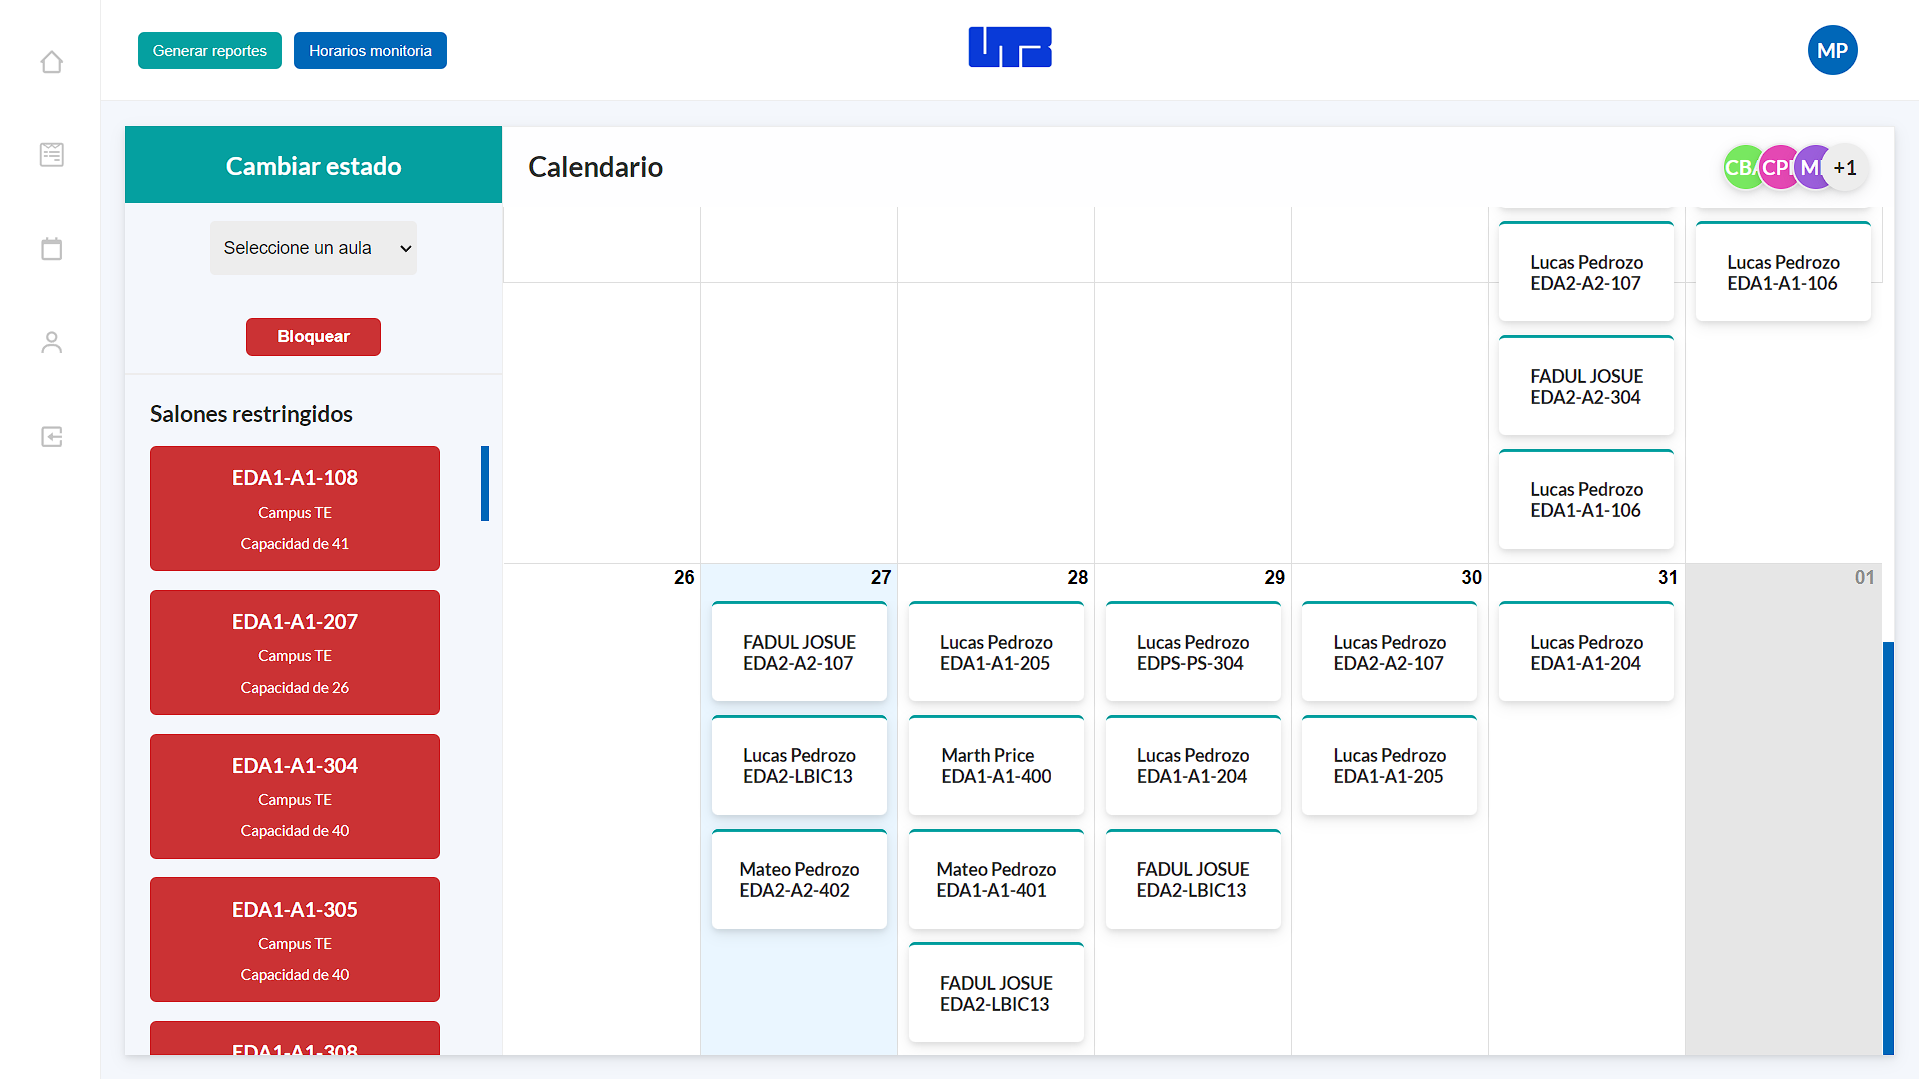 Generar reportes
Horarios monitoria
UTB
MP
Cambiar estado
Seleccione un aula
Bloquear
Salones restringidos
EDA1-A1-108
Campus TE
Capacidad de 41
EDA1-A1-207
Campus TE
Capacidad de 26
EDA1-A1-304
Campus TE
Capacidad de 40
EDA1-A1-305
Campus TE
Capacidad de 40
EDA1-A1-308
Calendario
+1
Lucas Pedrozo
EDA2-A2-107
FADUL JOSUE
EDA2-A2-304
Lucas Pedrozo
EDA1-A1-106
Lucas Pedrozo
EDA1-A1-106
26
27
FADUL JOSUE
EDA2-A2-107
Lucas Pedrozo
EDA2-LBIC13
Mateo Pedrozo
EDA2-A2-402
28
Lucas Pedrozo
EDA1-A1-205
Marth Price
EDA1-A1-400
Mateo Pedrozo
EDA1-A1-401
FADUL JOSUE
EDA2-LBIC13
29
Lucas Pedrozo
EDPS-PS-304
Lucas Pedrozo
EDA1-A1-204
FADUL JOSUE
EDA2-LBIC13
30
Lucas Pedrozo
EDA2-A2-107
Lucas Pedrozo
EDA1-A1-205
31
Lucas Pedrozo
EDA1-A1-204
01